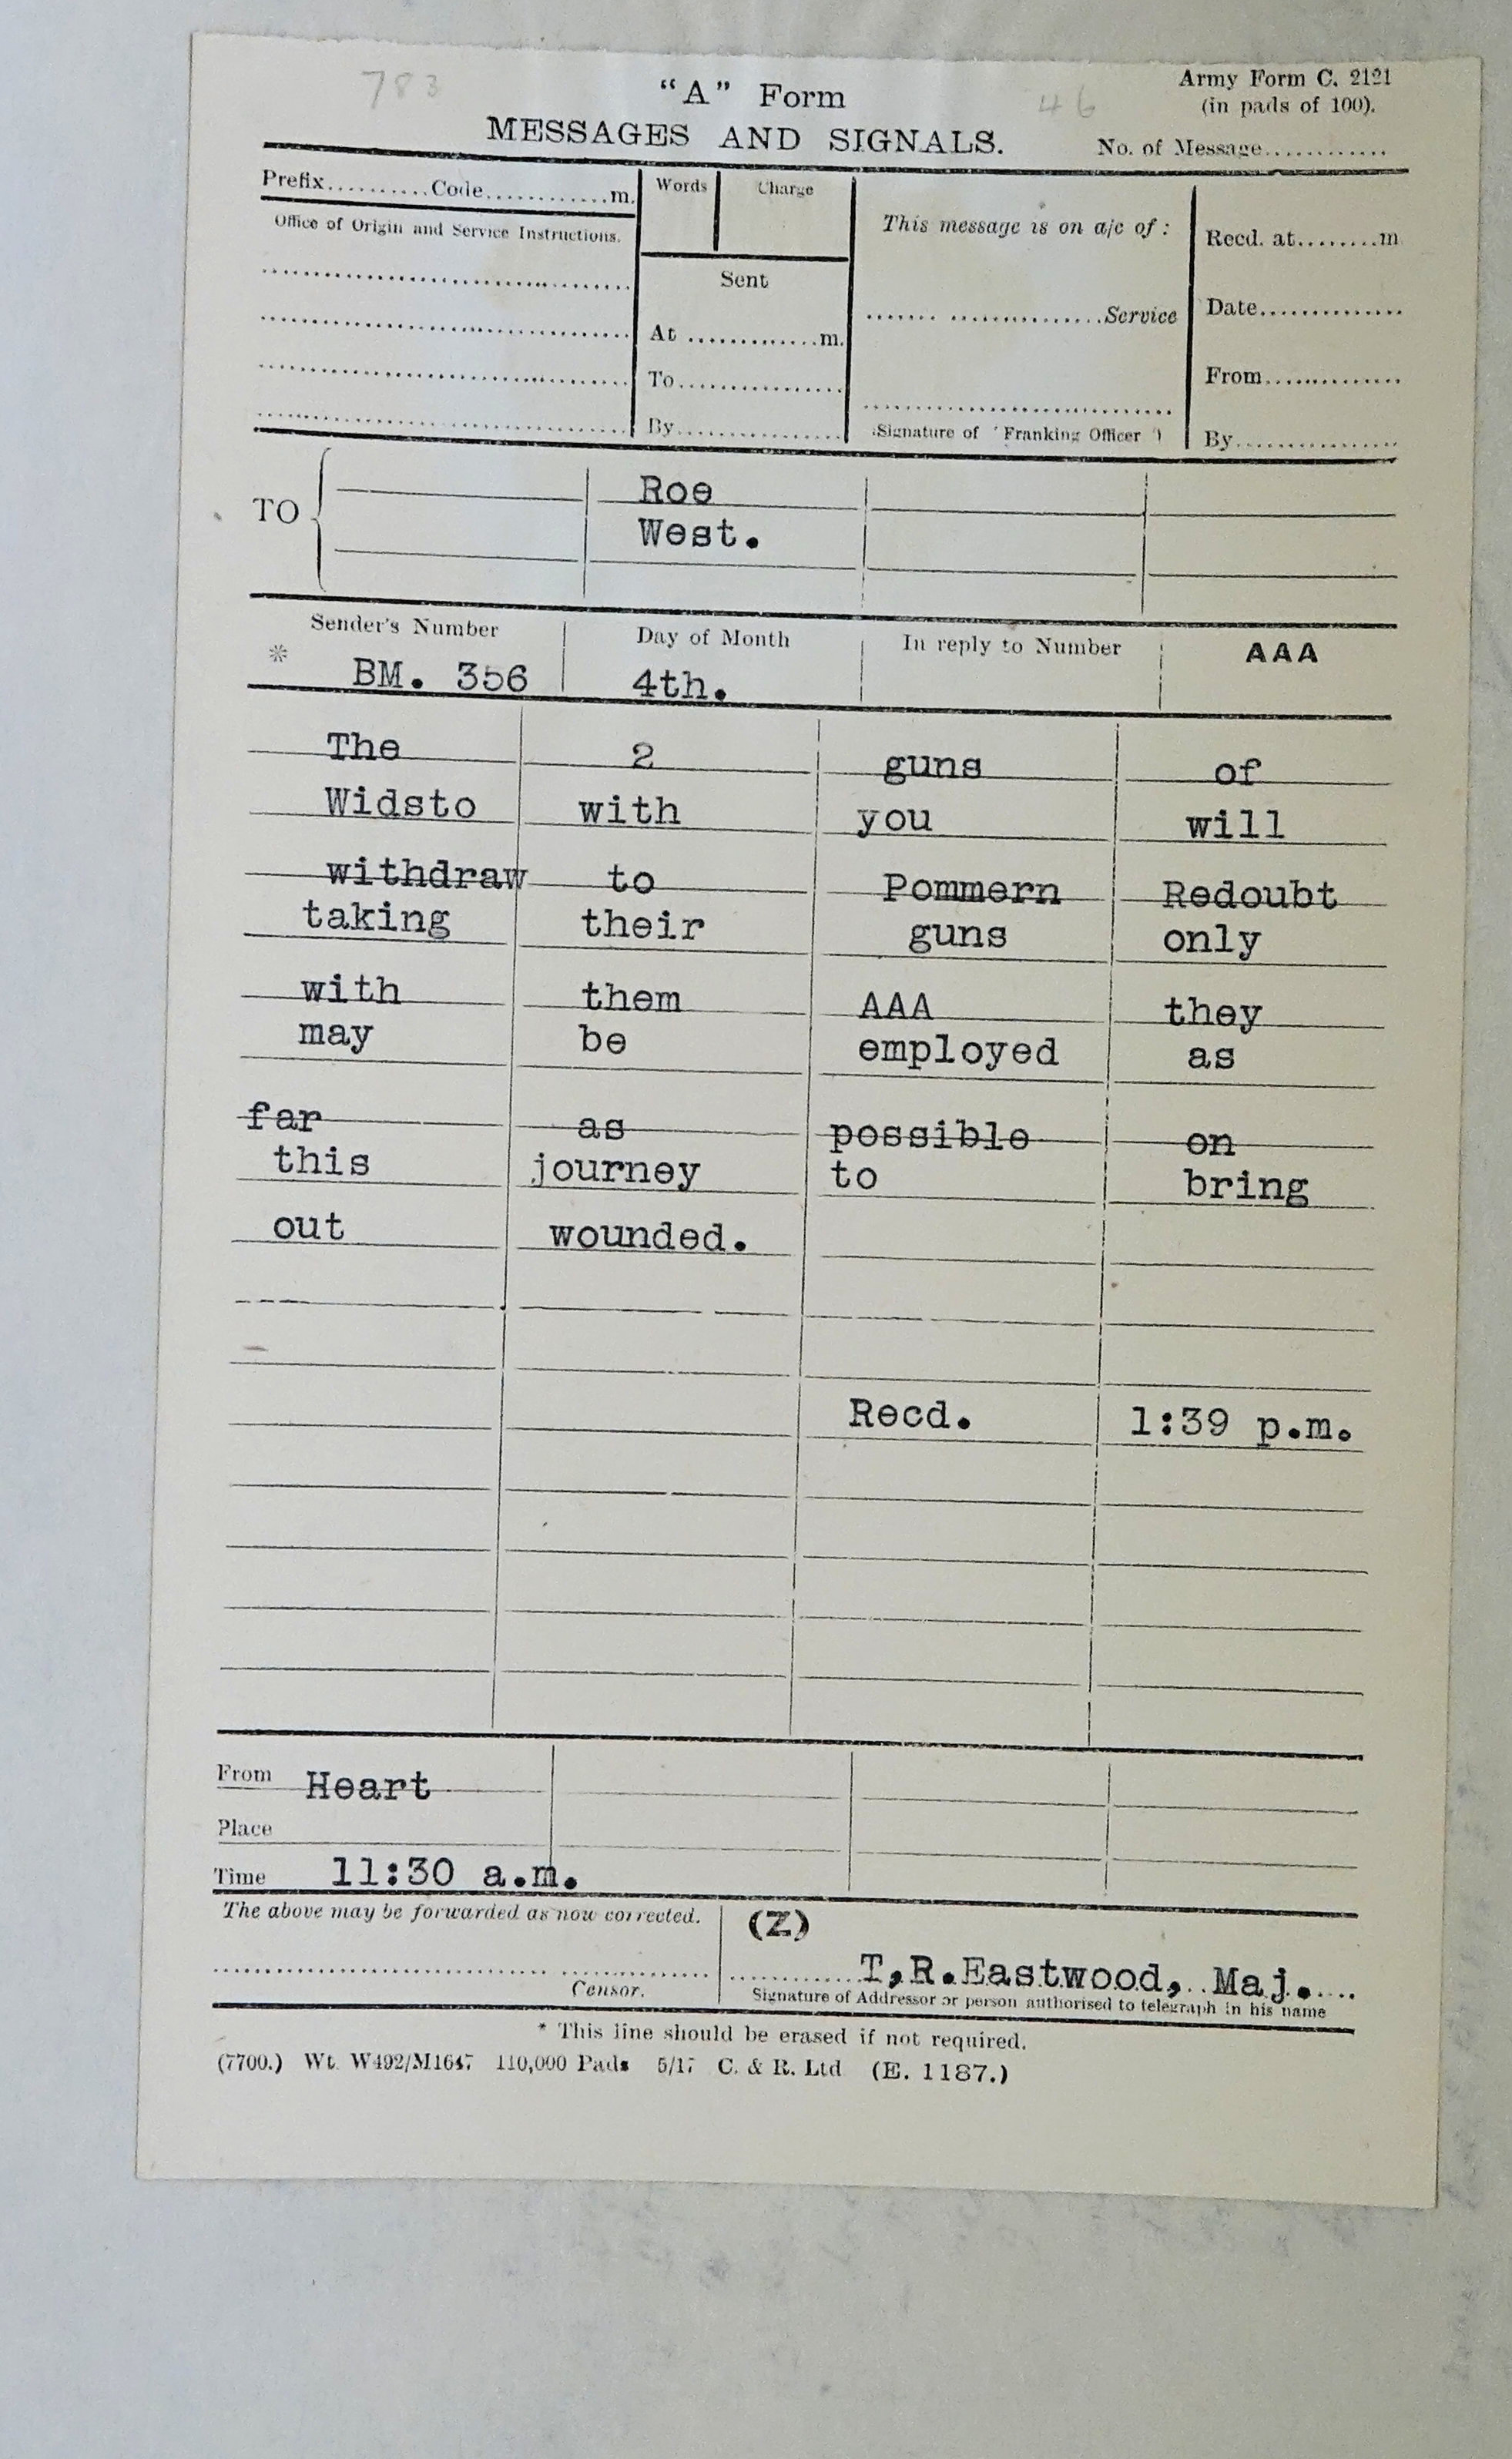 783
"A" Form
46
Army Form C. 2121
(in pads of 100).
MESSAGES AND SIGNALS.
No. of Message............
Prefix..........Code............m.
Words
Charge
Office of Origin and Service Instructions.
Sent
At .............m.
To................
By................
This message is on a/c of :
....... ...............Service
(Signature of "Franking Officer")
Recd. at........m
Date..............
From..............
By................
TO
Roe
West.
Sender's Number
Day of Month
In reply to Number
AAA
* BM. 356
4th.
The 2 guns of
Widsto with you will
withdraw to Pommern Redoubt
taking their guns only
with them AAA they
may be employed as
far as possible on
this journey to bring
out wounded.
Recd. 1:39 p.m.
From Heart
Place
Time 11:30 a.m.
The above may be forwarded as now corrected.
(Z)
T,R.Eastwood, Maj.
Censor.
Signature of Addressor or person authorised to telegraph in his name
* This line should be erased if not required.
(7700.) Wt. W492/M1647 110,000 Pads 5/17 C. & R. Ltd (E. 1187.)